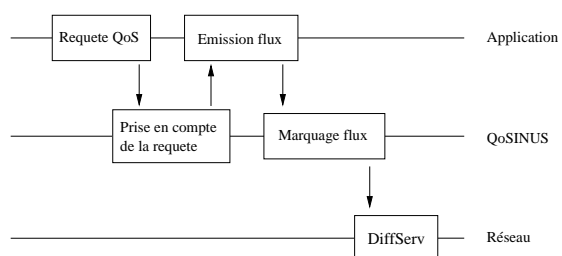 Requete QoS
Emission flux
Application
Prise en compte
de la requete
Marquage flux
QoSINUS
DiffServ
Réseau